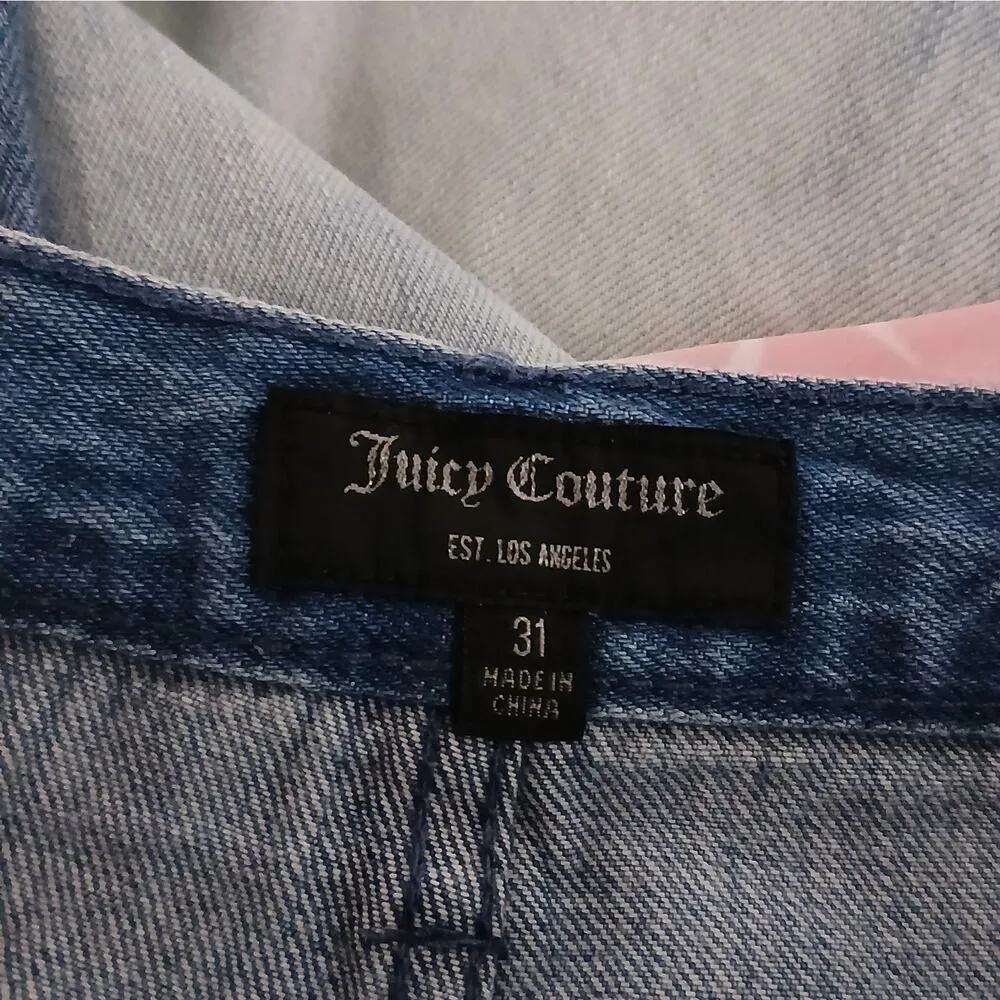 Juicy Couture
EST. LOS ANGELES
31
MADE IN
CHINA